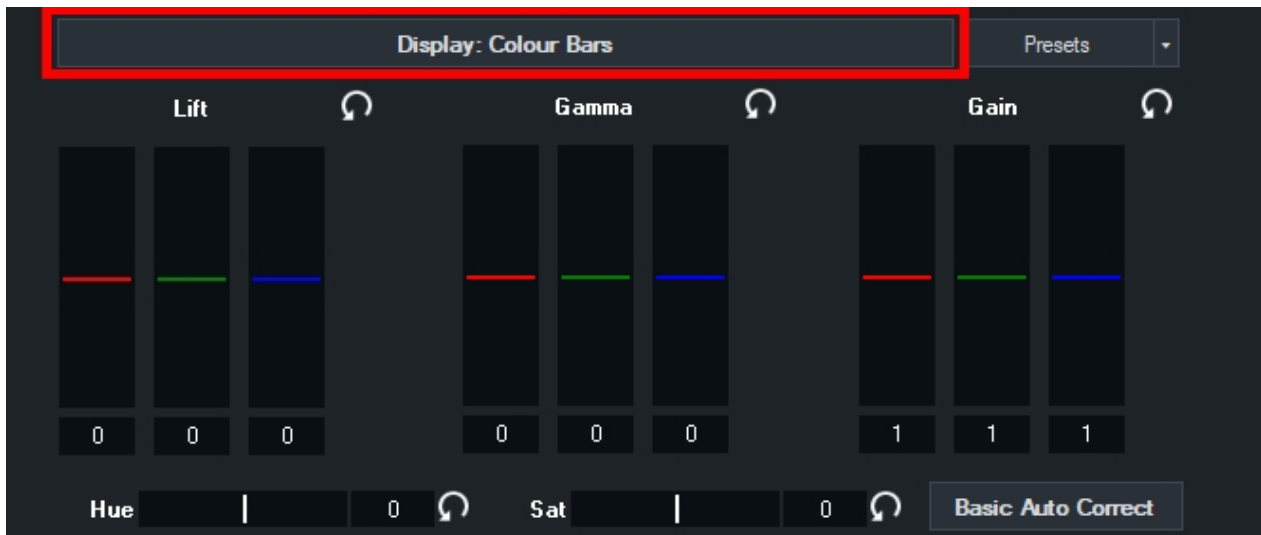 Display: Colour Bars Presets
Lift Gamma Gain
0 0 0 0 0 0 1 1 1
Hue 0 Sat 0 Basic Auto Correct